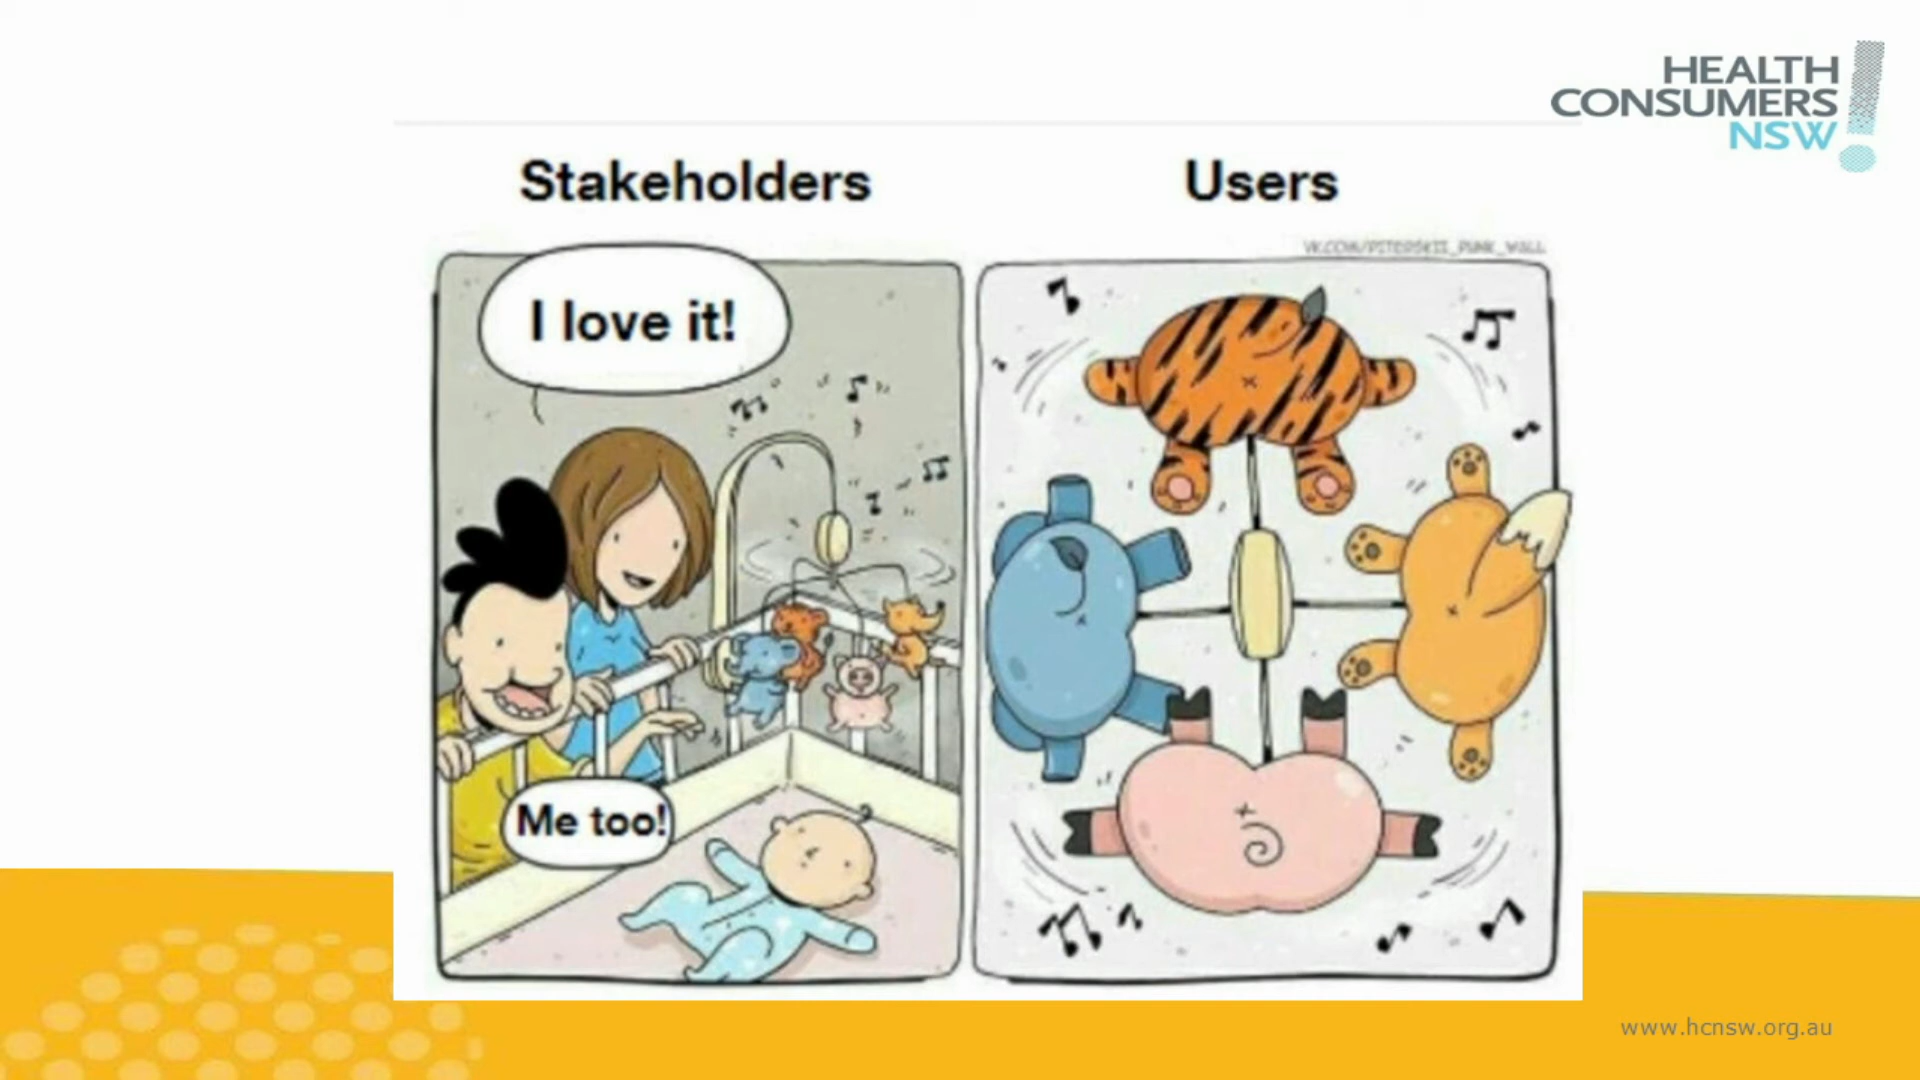 HEALTH
CONSUMERS
NSW
Stakeholders
Users
I love it!
Me too!
www.hcnsw.org.au